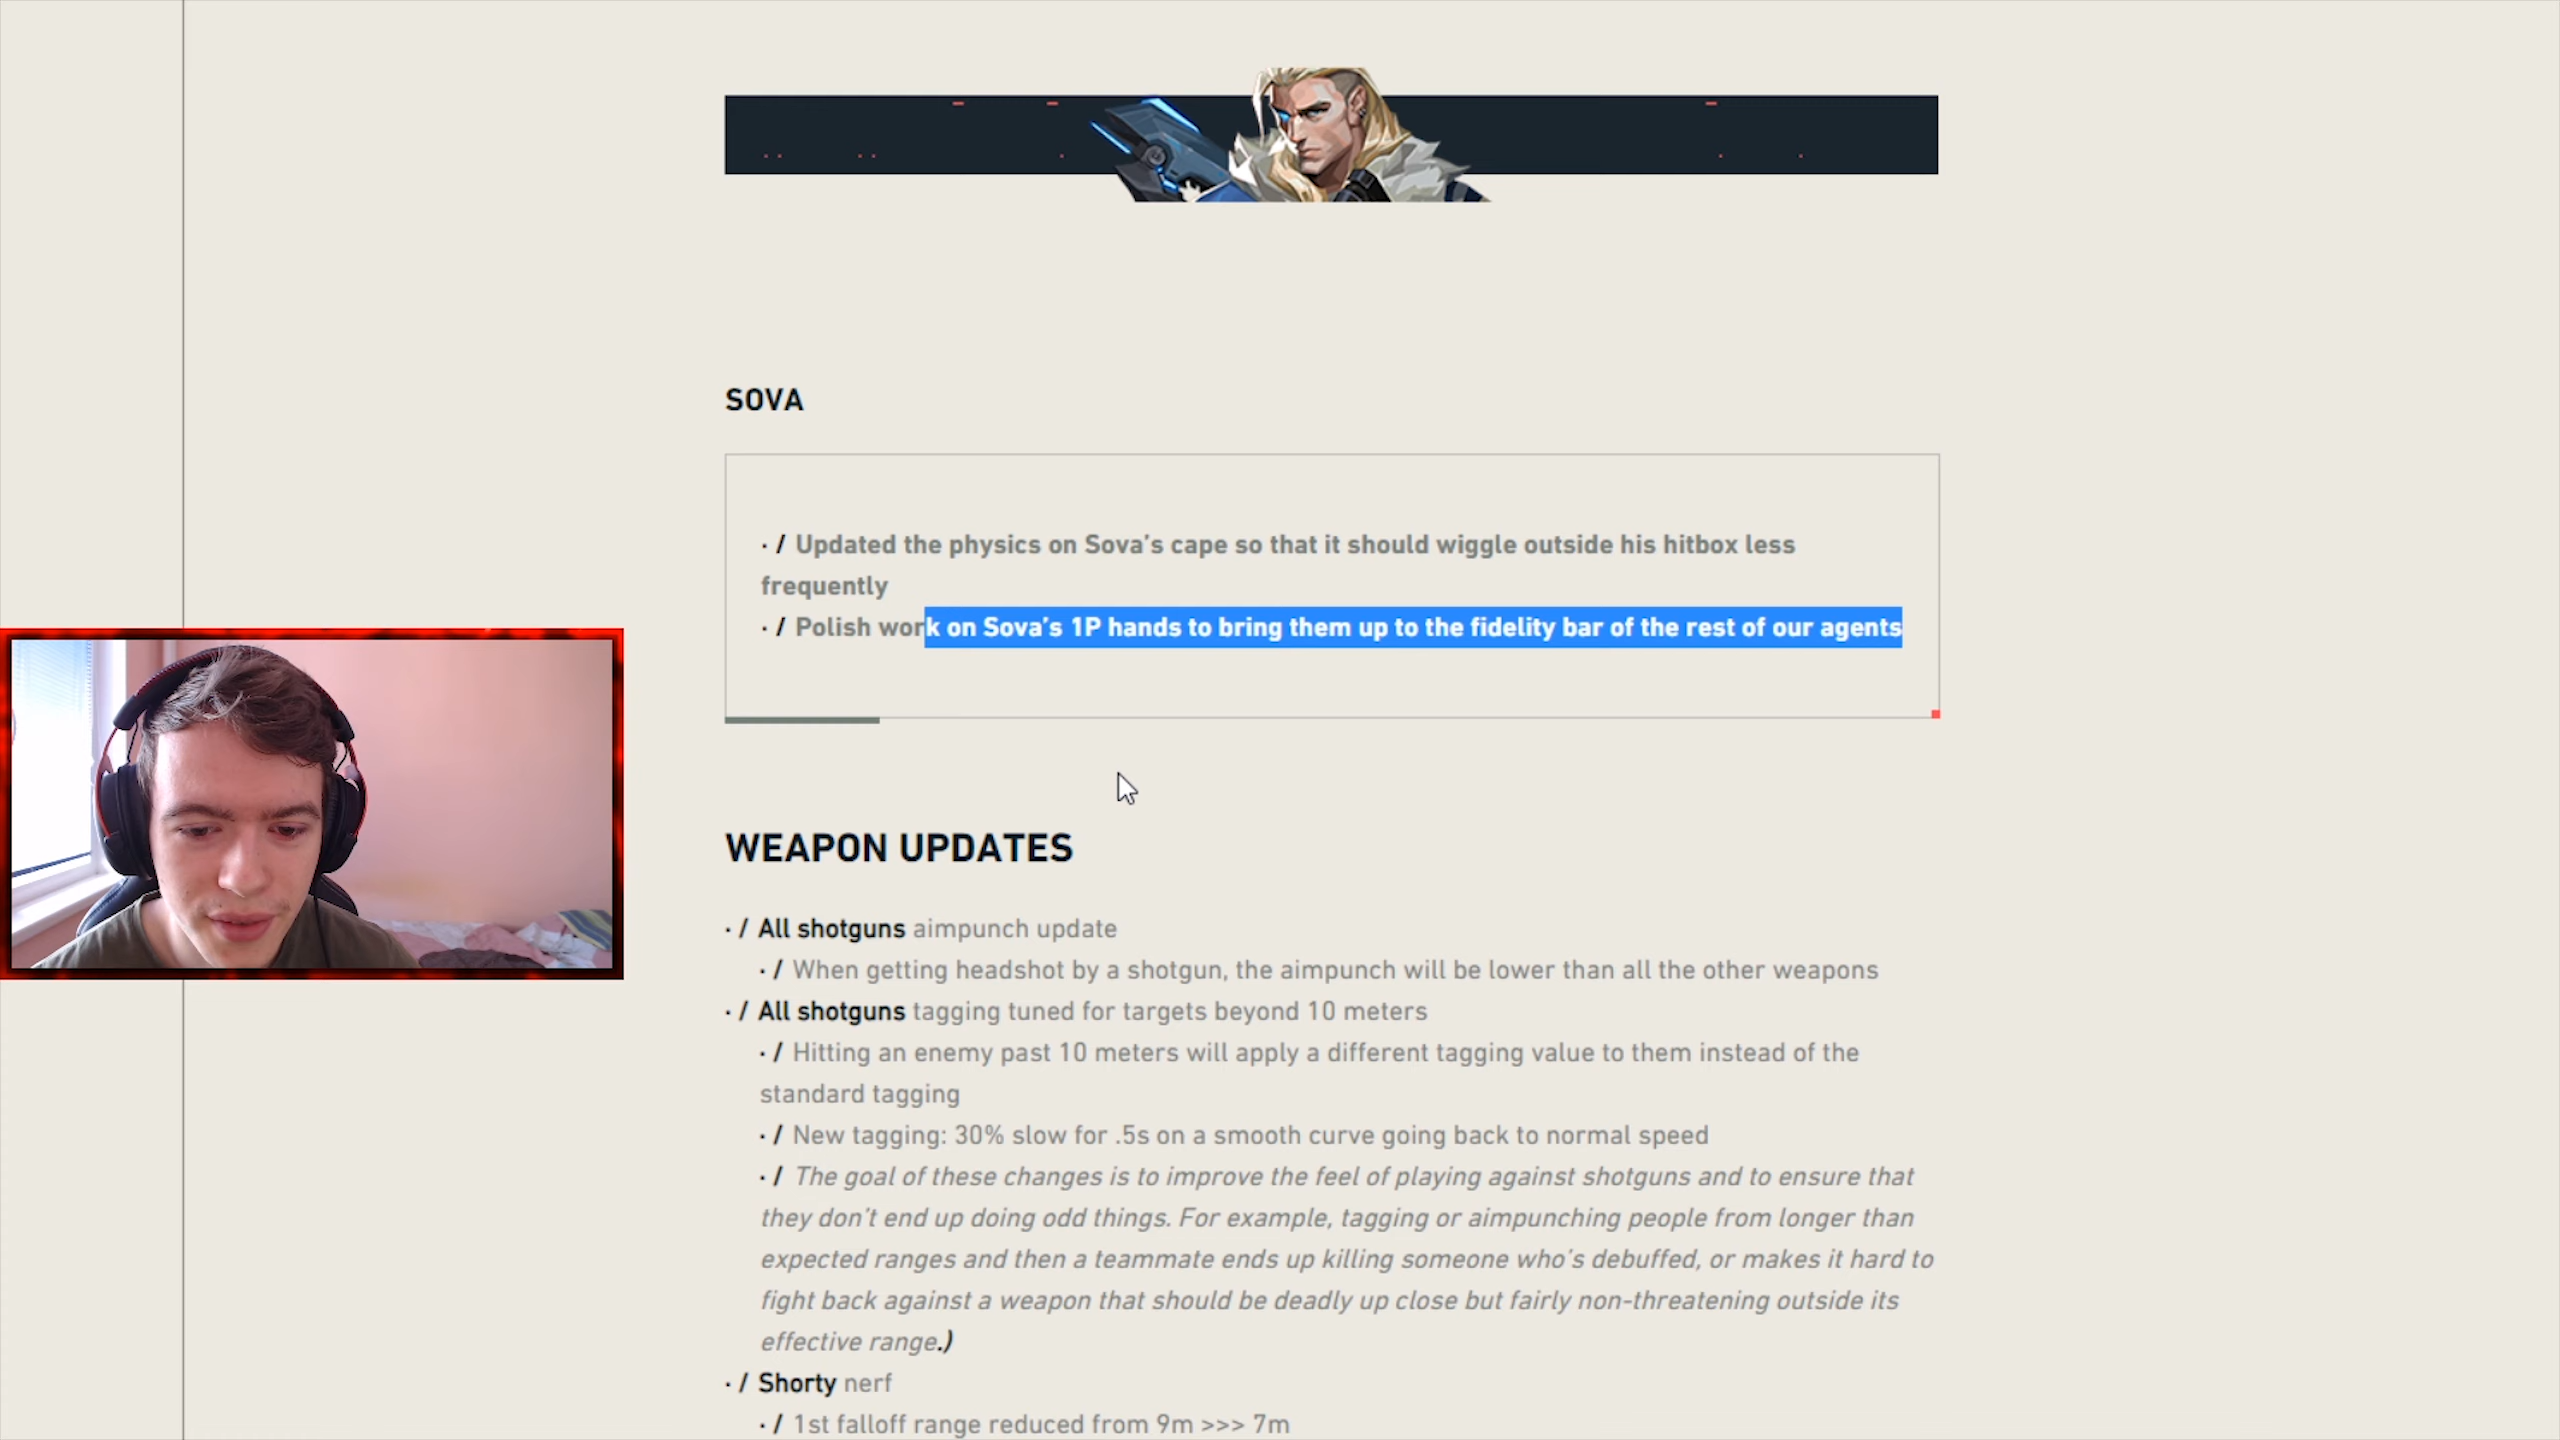 SOVA
· / Updated the physics on Sova's cape so that it should wiggle outside his hitbox less
frequently
· / Polish work on Sova's 1P hands to bring them up to the fidelity bar of the rest of our agents
WEAPON UPDATES
· / All shotguns aimpunch update
· / When getting headshot by a shotgun, the aimpunch will be lower than all the other weapons
· / All shotguns tagging tuned for targets beyond 10 meters
· / Hitting an enemy past 10 meters will apply a different tagging value to them instead of the
standard tagging
· / New tagging: 30% slow for .5s on a smooth curve going back to normal speed
· / The goal of these changes is to improve the feel of playing against shotguns and to ensure that
they don't end up doing odd things. For example, tagging or aimpunching people from longer than
expected ranges and then a teammate ends up killing someone who's debuffed, or makes it hard to
fight back against a weapon that should be deadly up close but fairly non-threatening outside its
effective range.)
· / Shorty nerf
· / 1st falloff range reduced from 9m >>> 7m